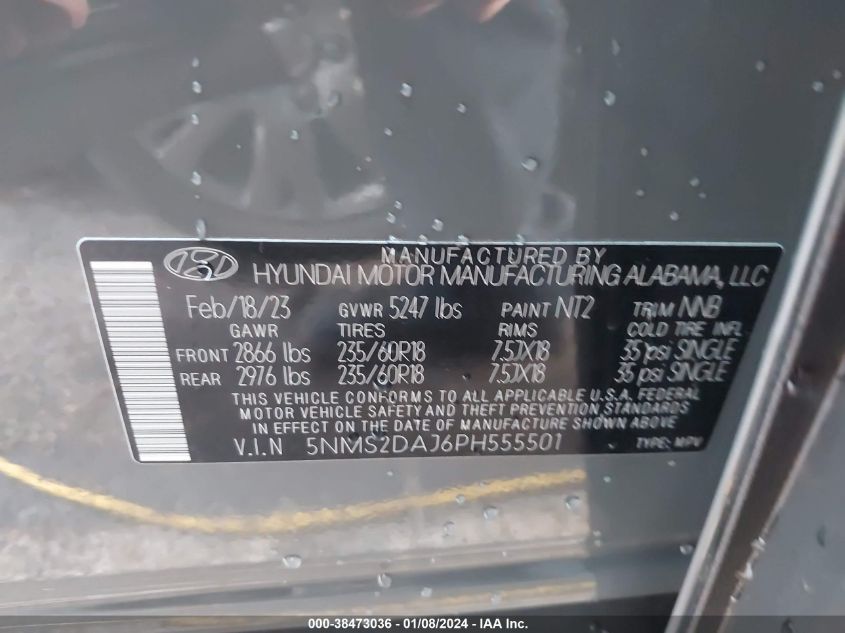 MANUFACTURED BY
HYUNDAI MOTOR MANUFACTURING ALABAMA, LLC
Feb/18/23 GVWR 5247 lbs PAINT NT2 TRIM NNB
GAWR TIRES RIMS COLD TIRE INFL
FRONT 2866 lbs 235/60R18 7.5JX18 35 psi SINGLE
REAR 2976 lbs 235/60R18 7.5JX18 35 psi SINGLE
THIS VEHICLE CONFORMS TO ALL APPLICABLE U.S.A. FEDERAL
MOTOR VEHICLE SAFETY AND THEFT PREVENTION STANDARDS
IN EFFECT ON THE DATE OF MANUFACTURE SHOWN ABOVE.
V.I.N 5NMS2DAJ6PH555501 TYPE: MPV
000-38473036 - 01/08/2024 - IAA Inc.